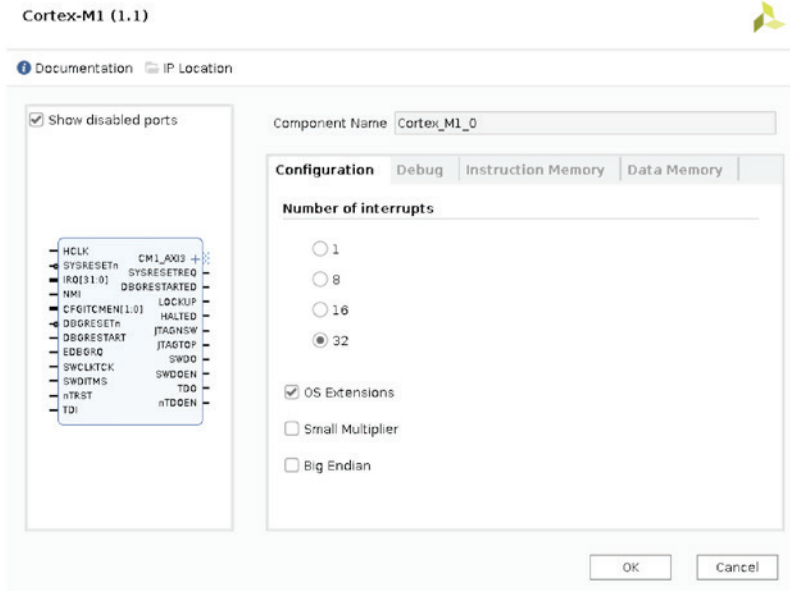 Cortex-M1 (1.1)
Documentation IP Location
Show disabled ports
HCLK
SYSRESETn
IRQ[31:0]
NMI
CFGITCMEN[1:0]
DBGRESETn
DBGRESTART
EDBGRQ
SWCLKTCK
SWDITMS
nTRST
TDI
CM1_AXI3
SYSRESETREQ
DBGRESTARTED
LOCKUP
HALTED
JTAGNSW
JTAGTOP
SWDO
SWDOEN
TDO
nTDOEN
Component Name Cortex_M1_0
Configuration Debug Instruction Memory Data Memory
Number of interrupts
1
8
16
32
OS Extensions
Small Multiplier
Big Endian
OK Cancel